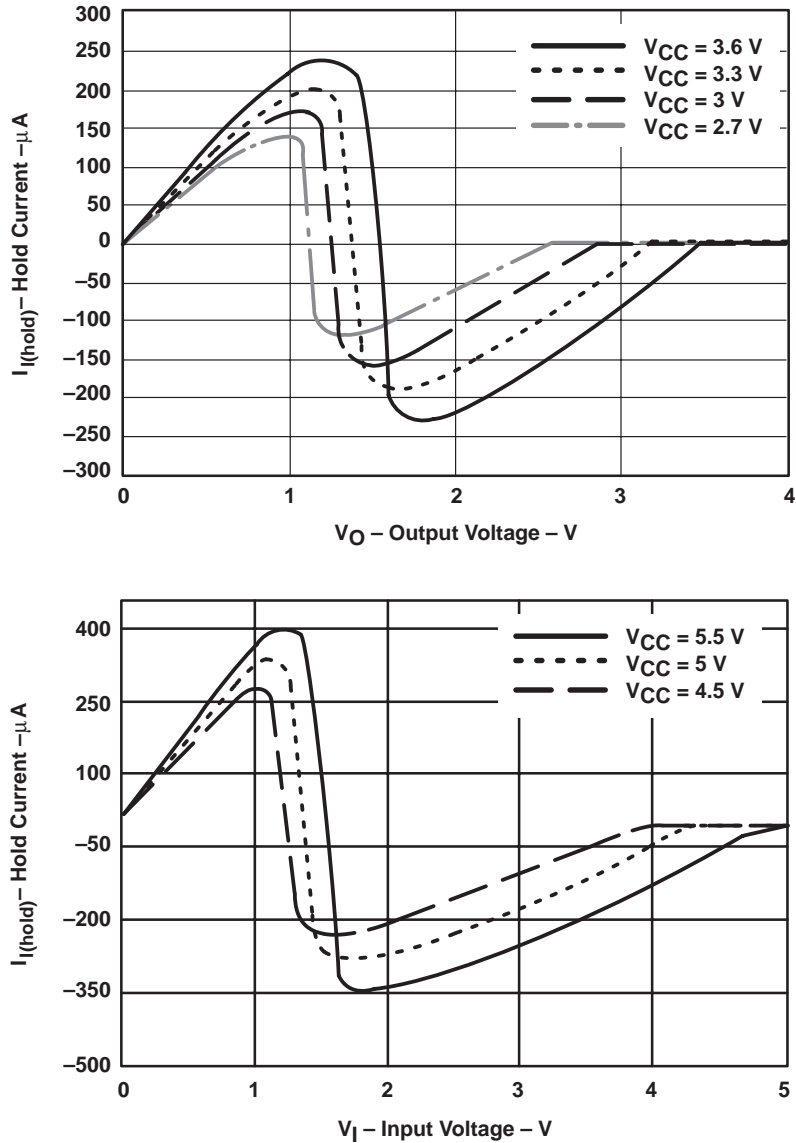 300
250
200
150
100
50
0
–50
–100
–150
–200
–250
–300
I I(hold) – Hold Current –μ A
VCC = 3.6 V
VCC = 3.3 V
VCC = 3 V
VCC = 2.7 V
0 1 2 3 4
VO – Output Voltage – V
400
250
100
–50
–200
–350
–500
I I(hold) – Hold Current –μ A
VCC = 5.5 V
VCC = 5 V
VCC = 4.5 V
0 1 2 3 4 5
VI – Input Voltage – V